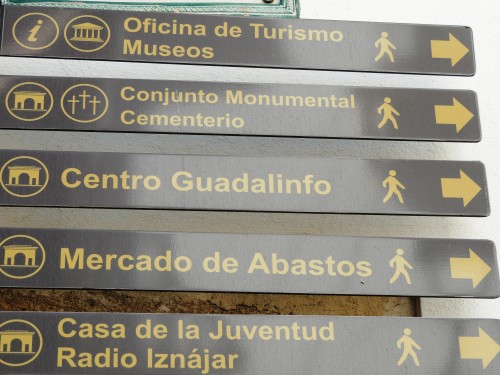 Oficina de Turismo
Museos
Conjunto Monumental
Cementerio
Centro Guadalinfo
Mercado de Abastos
Casa de la Juventud
Radio Iznájar